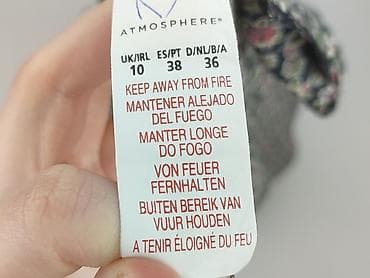 ATMOSPHERE®
UK/IRL ES/PT D/NL/B/A
10 38 36
KEEP AWAY FROM FIRE
MANTENER ALEJADO
DEL FUEGO
MANTER LONGE
DO FOGO
VON FEUER
FERNHALTEN
BUITEN BEREIK VAN
VUUR HOUDEN
A TENIR ÉLOIGNÉ DU FEU